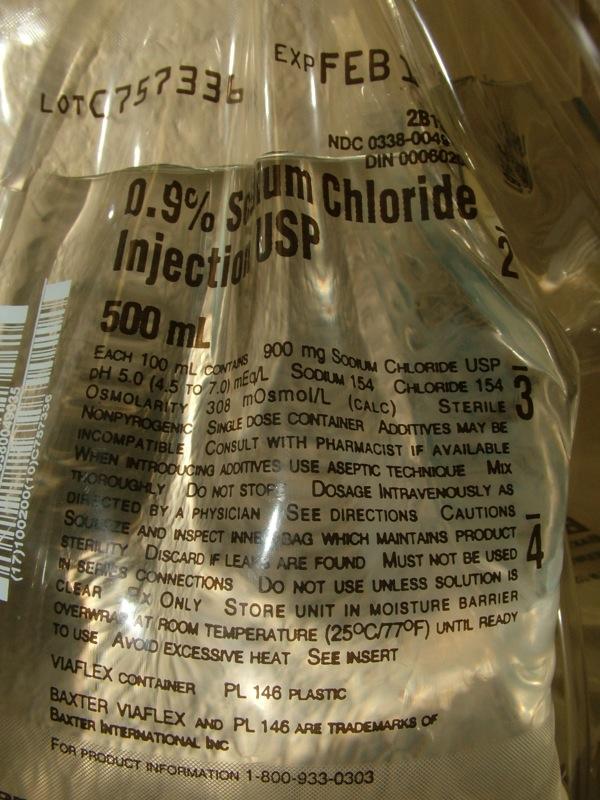 LOT C757336
EXP FEB 1
2B1
NDC 0338-0049
DIN 0006020
0.9% Sodium Chloride
Injection USP
2
500 mL
EACH 100 mL CONTAINS 900 mg SODIUM CHLORIDE USP
pH 5.0 (4.5 TO 7.0) mEq/L SODIUM 154 CHLORIDE 154
3
OSMOLARITY 308 mOsmol/L (CALC) STERILE
NONPYROGENIC SINGLE DOSE CONTAINER ADDITIVES MAY BE
INCOMPATIBLE CONSULT WITH PHARMACIST IF AVAILABLE
WHEN INTRODUCING ADDITIVES USE ASEPTIC TECHNIQUE MIX
THOROUGHLY DO NOT STORE DOSAGE INTRAVENOUSLY AS
DIRECTED BY A PHYSICIAN SEE DIRECTIONS CAUTIONS
SQUEEZE AND INSPECT INNER BAG WHICH MAINTAINS PRODUCT
4
STERILITY DISCARD IF LEAKS ARE FOUND MUST NOT BE USED
IN SERIES CONNECTIONS DO NOT USE UNLESS SOLUTION IS
CLEAR Rx ONLY STORE UNIT IN MOISTURE BARRIER
OVERWRAP AT ROOM TEMPERATURE (25ºC/77ºF) UNTIL READY
TO USE AVOID EXCESSIVE HEAT SEE INSERT
VIAFLEX CONTAINER PL 146 PLASTIC
BAXTER VIAFLEX AND PL 146 ARE TRADEMARKS OF
BAXTER INTERNATIONAL INC
FOR PRODUCT INFORMATION 1-800-933-0303